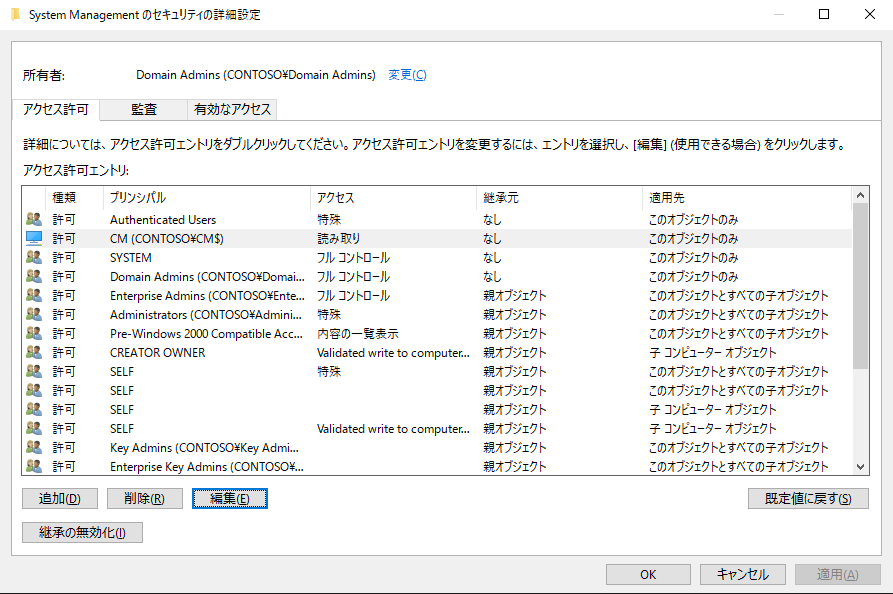 System Management のセキュリティの詳細設定
所有者: Domain Admins (CONTOSO¥Domain Admins) 変更(C)
アクセス許可 監査 有効なアクセス
詳細については、アクセス許可エントリをダブルクリックしてください。アクセス許可エントリを変更するには、エントリを選択し、[編集] (使用できる場合) をクリックします。
アクセス許可エントリ:
種類 プリンシパル アクセス 継承元 適用先
許可 Authenticated Users 特殊 なし このオブジェクトのみ
許可 CM (CONTOSO¥CM$) 読み取り なし このオブジェクトのみ
許可 SYSTEM フル コントロール なし このオブジェクトのみ
許可 Domain Admins (CONTOSO¥Domai... フル コントロール なし このオブジェクトのみ
許可 Enterprise Admins (CONTOSO¥Ente... フル コントロール 親オブジェクト このオブジェクトとすべての子オブジェクト
許可 Administrators (CONTOSO¥Admini... 特殊 親オブジェクト このオブジェクトとすべての子オブジェクト
許可 Pre-Windows 2000 Compatible Acc... 内容の一覧表示 親オブジェクト このオブジェクトとすべての子オブジェクト
許可 CREATOR OWNER Validated write to computer... 親オブジェクト 子 コンピューター オブジェクト
許可 SELF 特殊 親オブジェクト このオブジェクトとすべての子オブジェクト
許可 SELF 親オブジェクト このオブジェクトとすべての子オブジェクト
許可 SELF 親オブジェクト 子 コンピューター オブジェクト
許可 SELF Validated write to computer... 親オブジェクト 子 コンピューター オブジェクト
許可 Key Admins (CONTOSO¥Key Admi... 親オブジェクト このオブジェクトとすべての子オブジェクト
許可 Enterprise Key Admins (CONTOSO¥... 親オブジェクト このオブジェクトとすべての子オブジェクト
追加(D) 削除(R) 編集(E) 既定値に戻す(S)
継承の無効化(I)
OK キャンセル 適用(A)